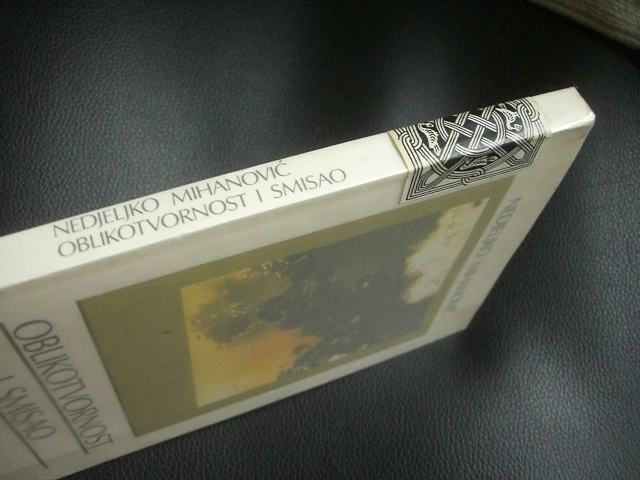 NEDJELJKO MIHANOVIĆ
OBLIKOTVORNOST I SMISAO
NEDJELJKO MIHANOVIĆ
OBLIKOTVORNOST
I SMISAO